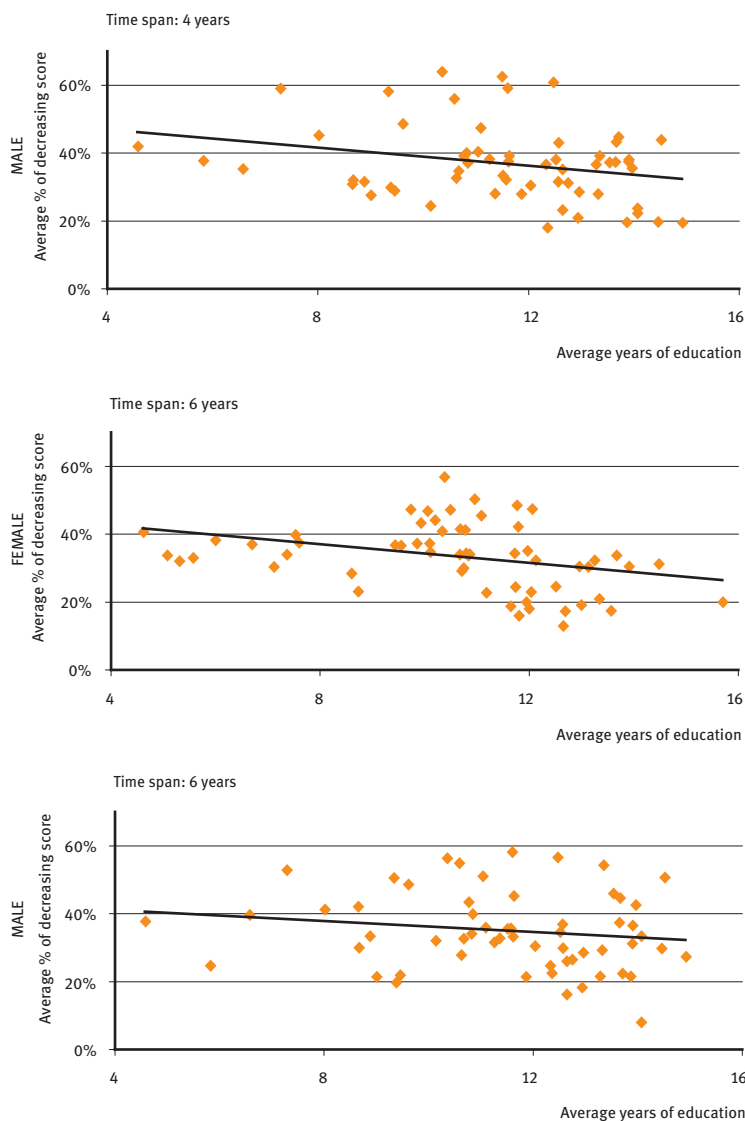 Time span: 4 years
MALE
Average % of decreasing score
60%
40%
20%
0%
4 8 12 16
Average years of education
Time span: 6 years
FEMALE
Average % of decreasing score
60%
40%
20%
0%
4 8 12 16
Average years of education
Time span: 6 years
MALE
Average % of decreasing score
60%
40%
20%
0%
4 8 12 16
Average years of education